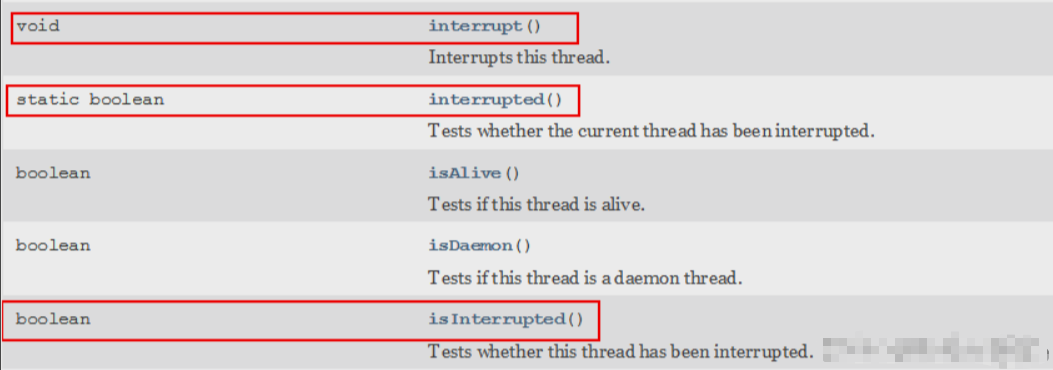 void interrupt()
Interrupts this thread.
static boolean interrupted()
Tests whether the current thread has been interrupted.
boolean isAlive()
Tests if this thread is alive.
boolean isDaemon()
Tests if this thread is a daemon thread.
boolean isInterrupted()
Tests whether this thread has been interrupted.